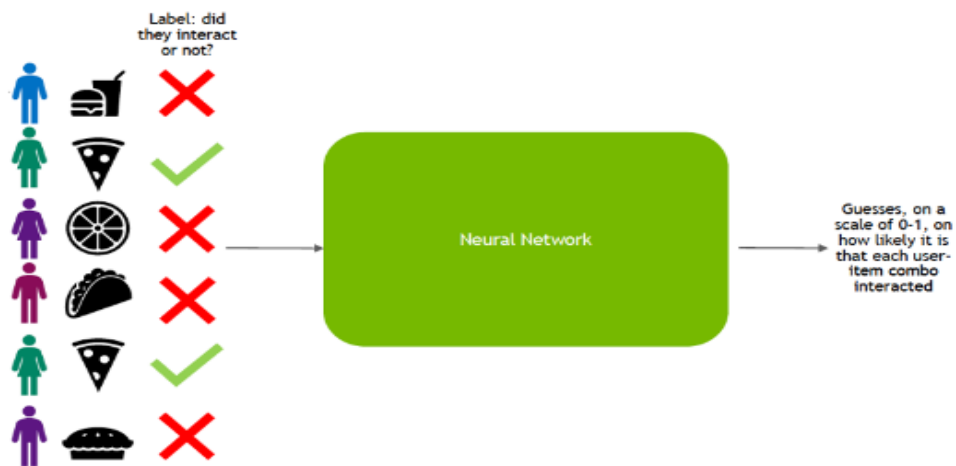 Label: did
they interact
or not?
Neural Network
Guesses, on a
scale of 0-1, on
how likely it is
that each user-
item combo
interacted